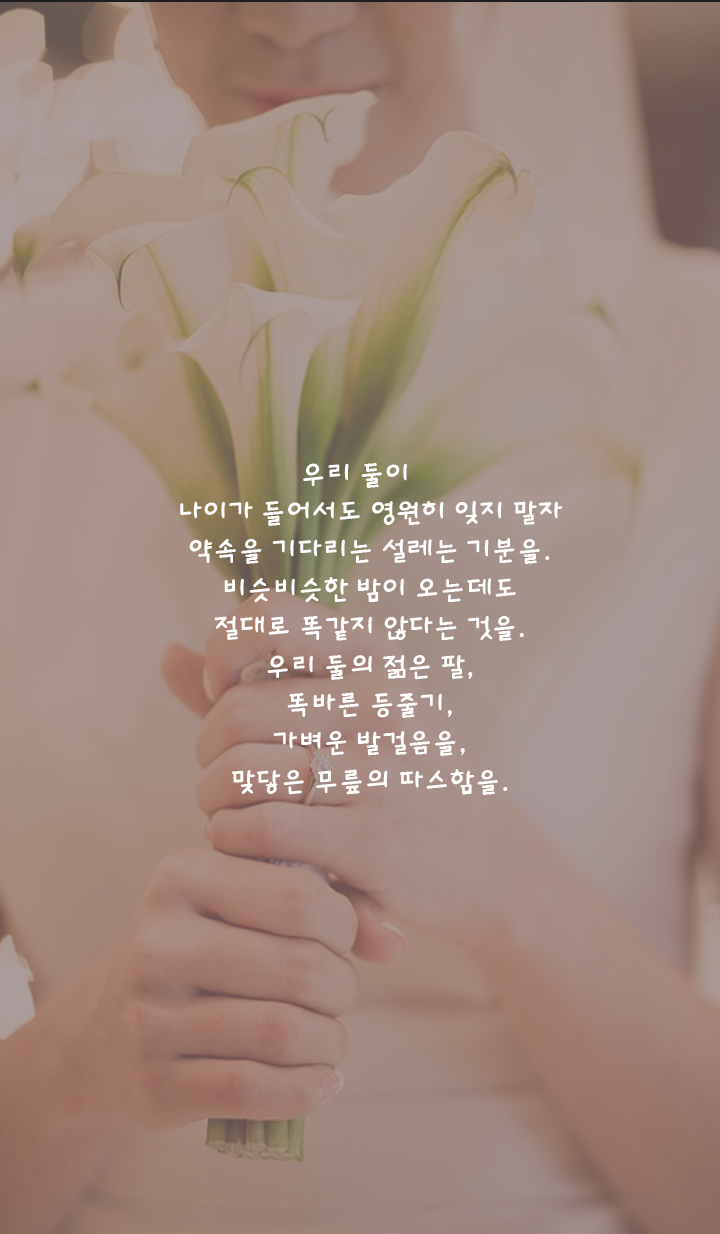 우리 둘이
나이가 들어서도 영원히 잊지 말자
약속을 기다리는 설레는 기분을.
비슷비슷한 밤이 오는데도
절대로 똑같지 않다는 것을.
우리 둘의 젊은 팔,
똑바른 등줄기,
가벼운 발걸음을,
맞닿은 무릎의 따스함을.